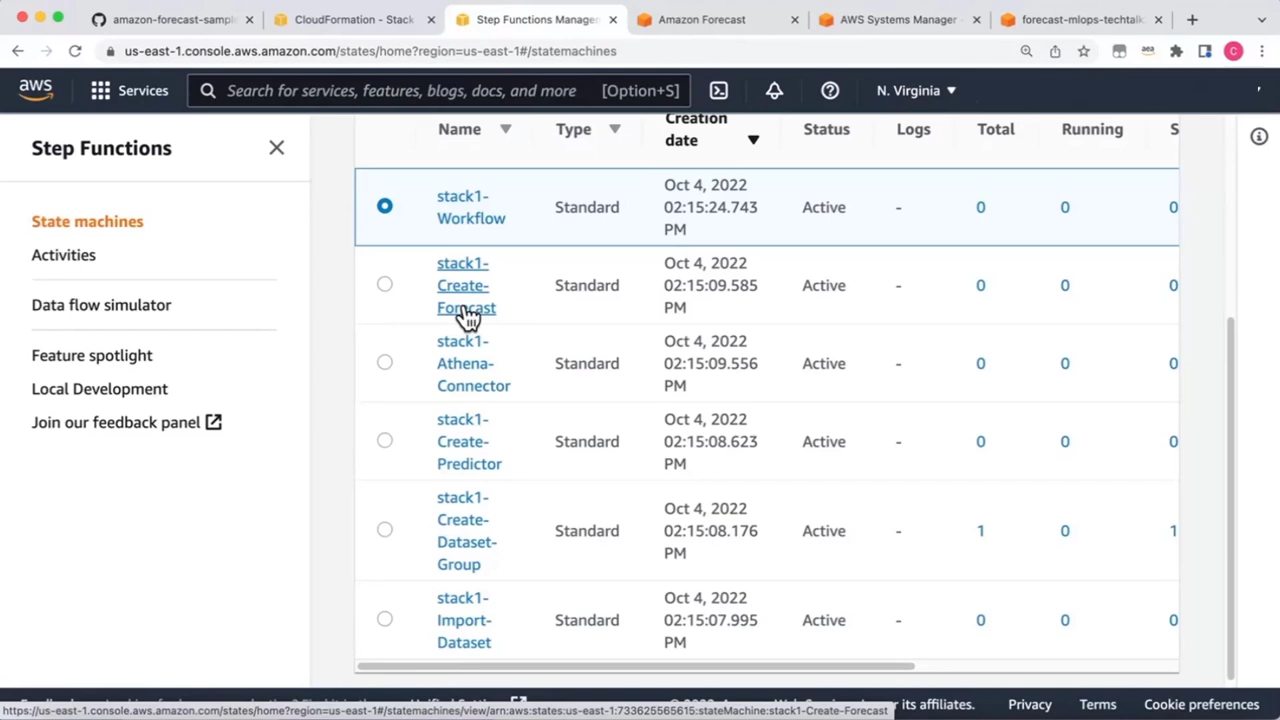 amazon-forecast-sampl
CloudFormation - Stack
Step Functions Manage
Amazon Forecast
AWS Systems Manager -
forecast-mlops-techtalk
us-east-1.console.aws.amazon.com/states/home?region=us-east-1#/statemachines
aws
Services
Search for services, features, blogs, docs, and more
[Option+S]
N. Virginia
Step Functions
State machines
Activities
Data flow simulator
Feature spotlight
Local Development
Join our feedback panel
Name
Type
Creation
date
Status
Logs
Total
Running
S
stack1-
Workflow
Standard
Oct 4, 2022
02:15:24.743
PM
Active
-
0
0
0
stack1-
Create-
Forecast
Standard
Oct 4, 2022
02:15:09.585
PM
Active
-
0
0
0
stack1-
Athena-
Connector
Standard
Oct 4, 2022
02:15:09.556
PM
Active
-
0
0
0
stack1-
Create-
Predictor
Standard
Oct 4, 2022
02:15:08.623
PM
Active
-
0
0
0
stack1-
Create-
Dataset-
Group
Standard
Oct 4, 2022
02:15:08.176
PM
Active
-
1
0
1
stack1-
Import-
Dataset
Standard
Oct 4, 2022
02:15:07.995
PM
Active
-
0
0
0
its affiliates.
Privacy
Terms
Cookie preferences
https://us-east-1.console.aws.amazon.com/states/home?region=us-east-1#/statemachines/view/arn:aws:states:us-east-1:733625565615:stateMachine:stack1-Create-Forecast